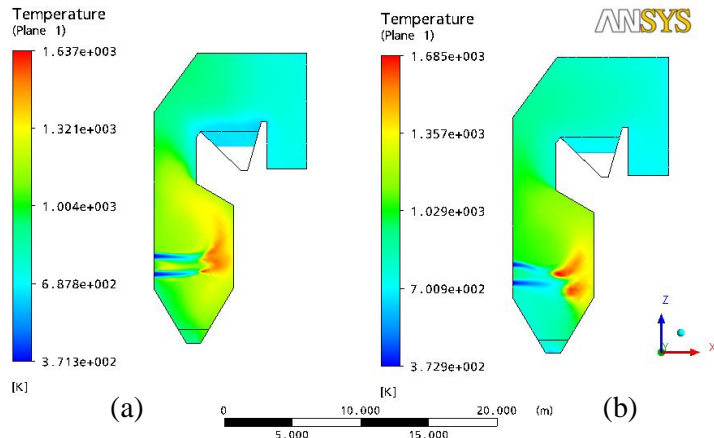 Temperature
(Plane 1)
1.637e+003
1.321e+003
1.004e+003
6.878e+002
3.713e+002
[K]
(a)
Temperature
(Plane 1)
1.685e+003
1.357e+003
1.029e+003
7.009e+002
3.729e+002
[K]
(b)
ANSYS
Z
Y
X
0 10.000 20.000 (m)
5.000 15.000